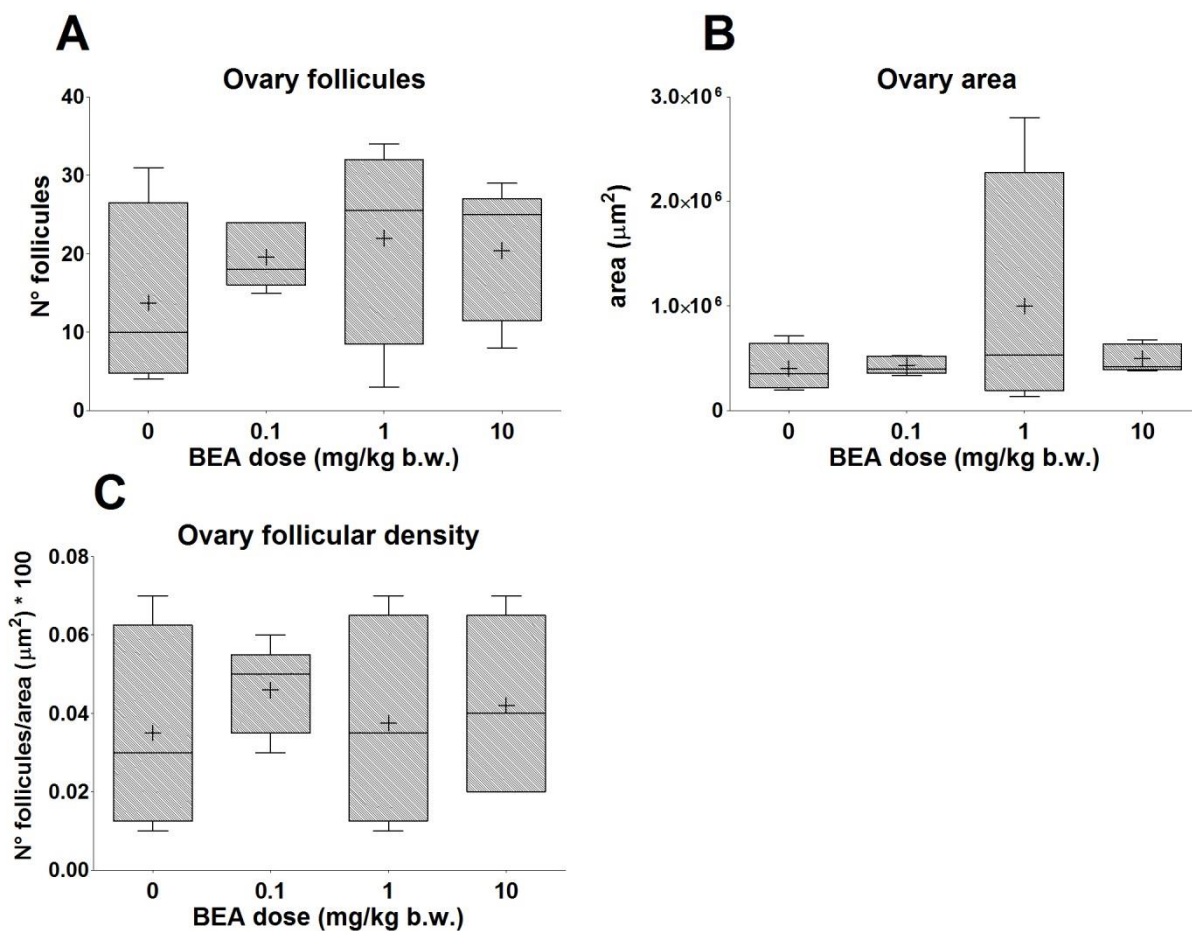 A
Ovary follicules
N° follicules
40
30
20
10
0
0 0.1 1 10
BEA dose (mg/kg b.w.)
B
Ovary area
area (μm²)
3.0×10⁶
2.0×10⁶
1.0×10⁶
0
0 0.1 1 10
BEA dose (mg/kg b.w.)
C
Ovary follicular density
N° follicules/area (μm²) * 100
0.08
0.06
0.04
0.02
0.00
0 0.1 1 10
BEA dose (mg/kg b.w.)